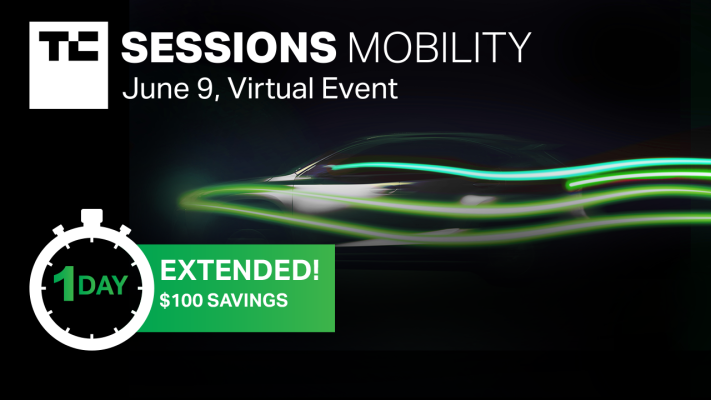 TC SESSIONS MOBILITY
June 9, Virtual Event
1 DAY
EXTENDED!
$100 SAVINGS